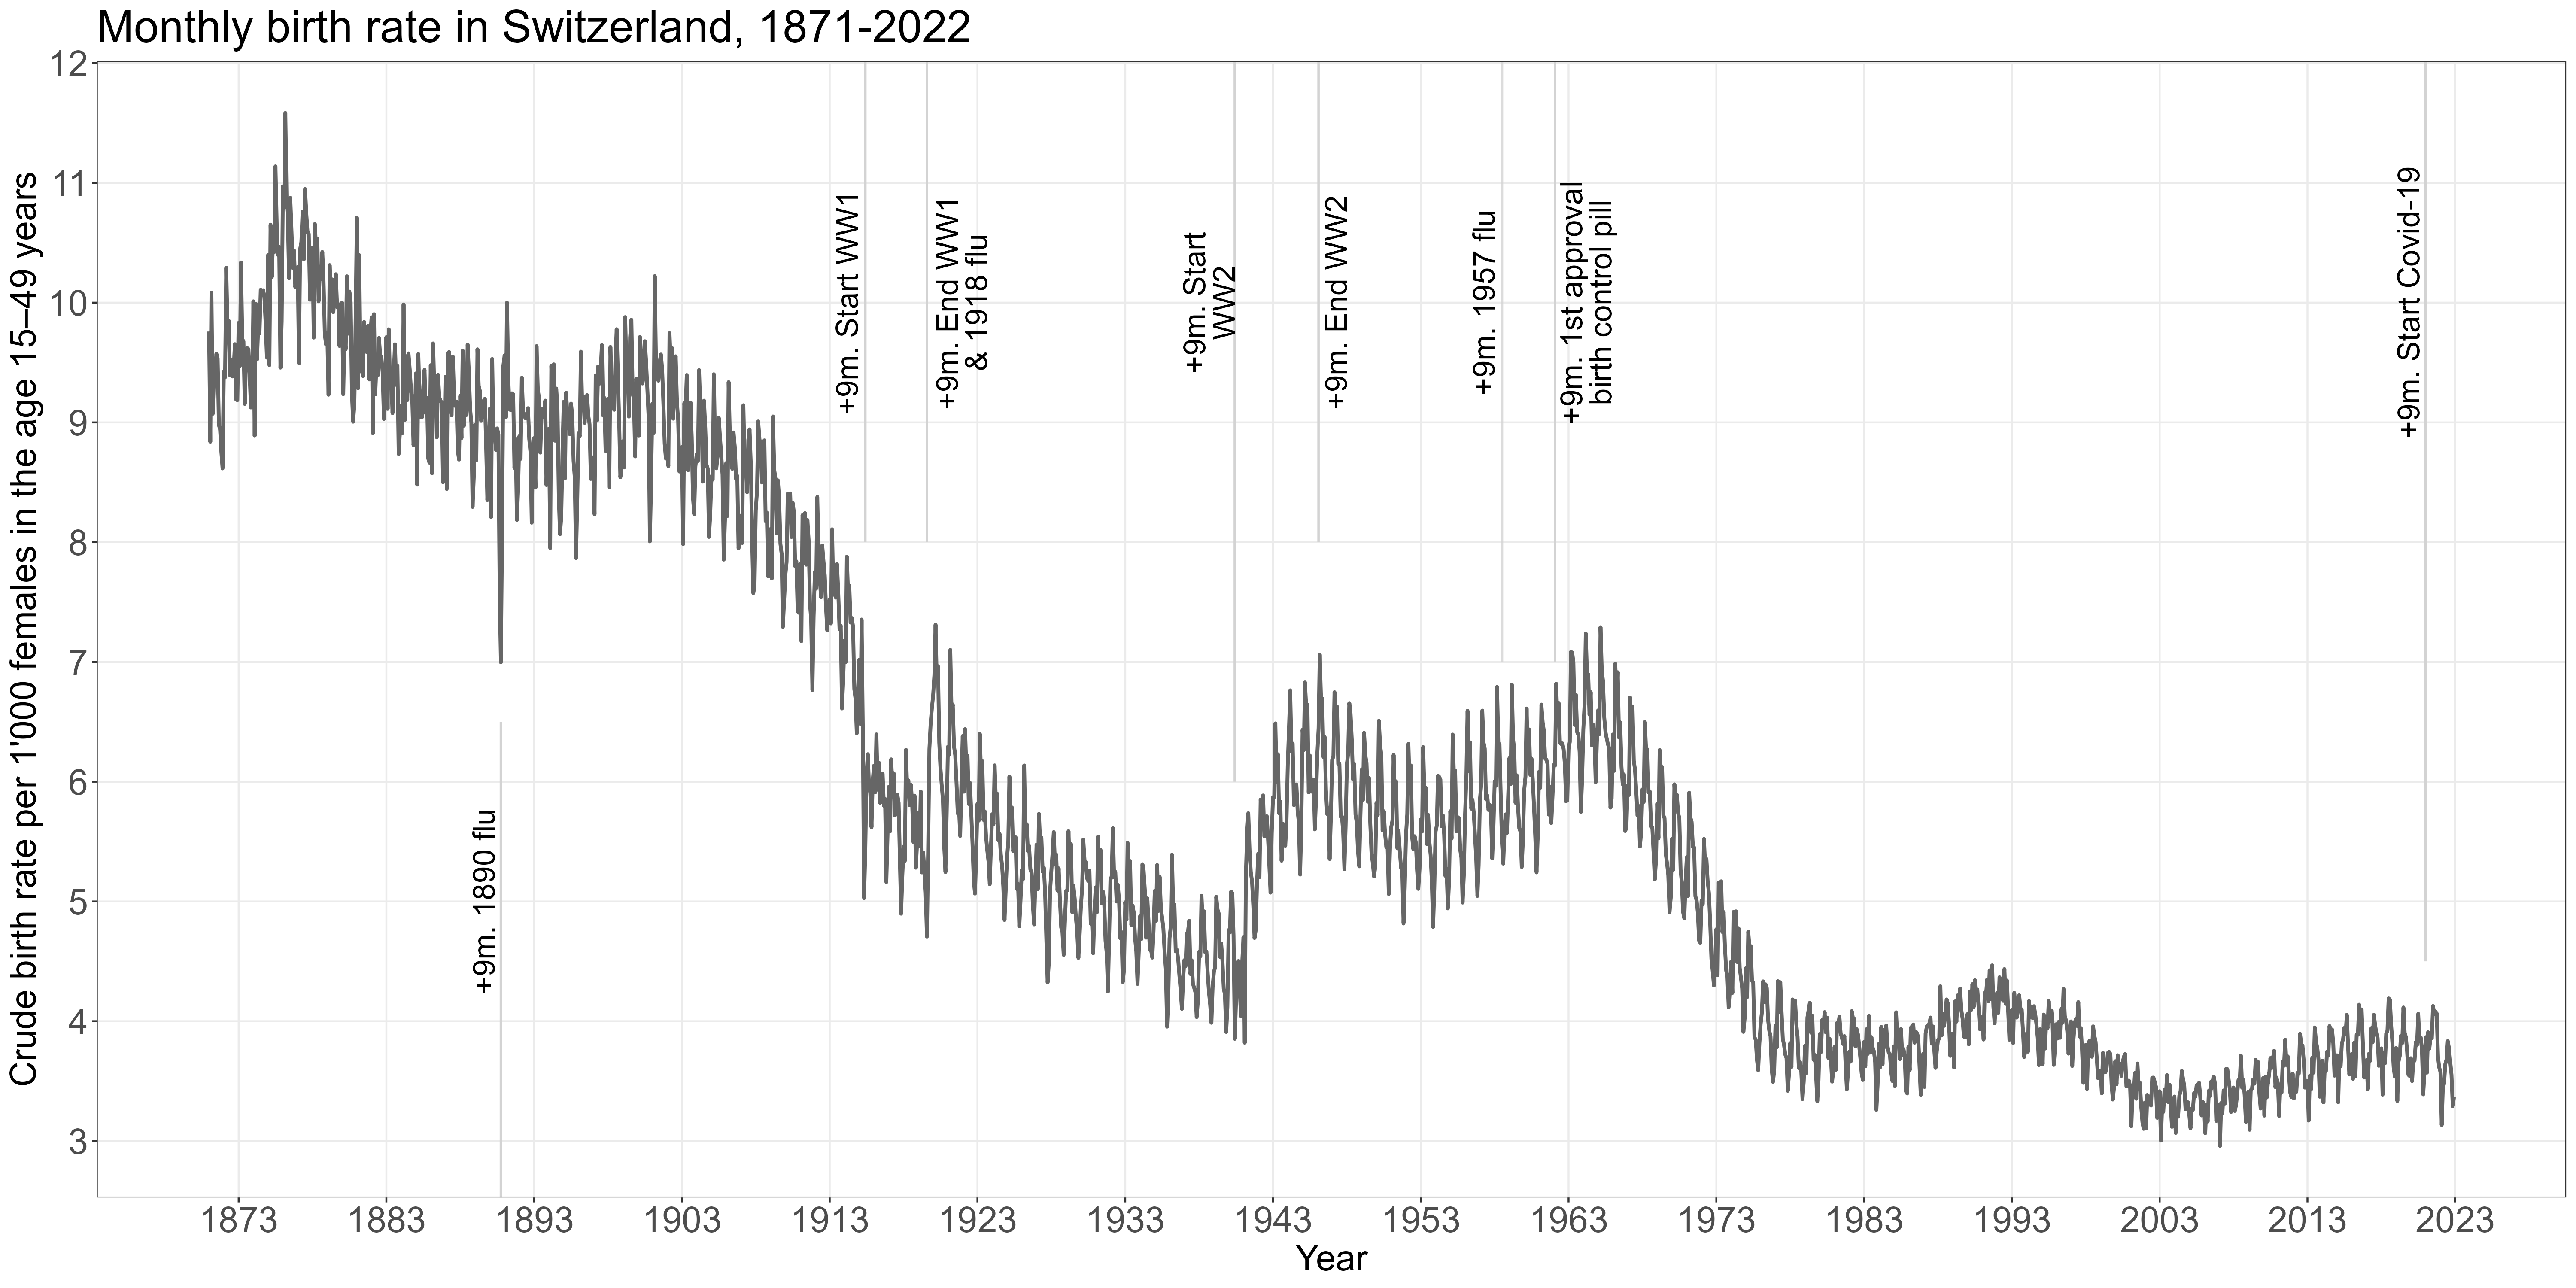 Monthly birth rate in Switzerland, 1871-2022
Crude birth rate per 1'000 females in the age 15–49 years
12
11
10
9
8
7
6
5
4
3
+9m. 1890 flu
+9m. Start WW1
+9m. End WW1
& 1918 flu
+9m. Start
WW2
+9m. End WW2
+9m. 1957 flu
+9m. 1st approval
birth control pill
+9m. Start Covid-19
1873
1883
1893
1903
1913
1923
1933
1943
1953
1963
1973
1983
1993
2003
2013
2023
Year